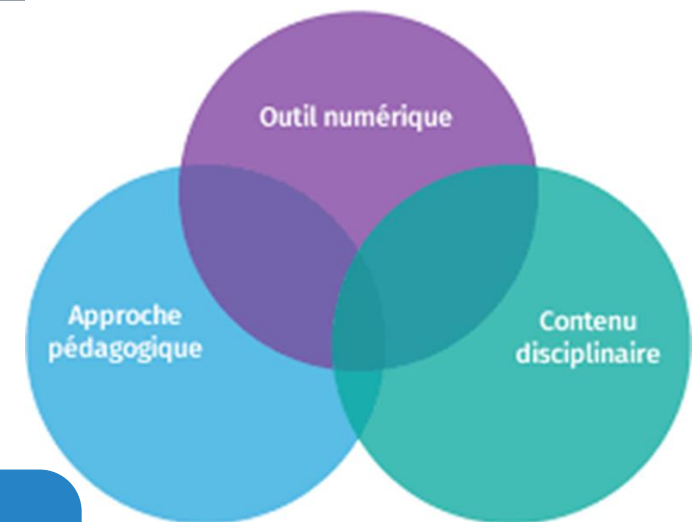 Outil numérique
Approche
pédagogique
Contenu
disciplinaire